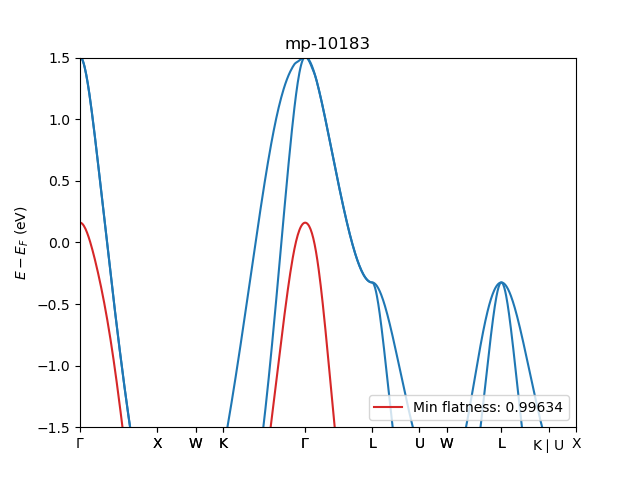 mp-10183
1.5
1.0
0.5
0.0
−0.5
−1.0
−1.5
E − E_F (eV)
Min flatness: 0.99634
Γ X W K Γ L U W L K | U X